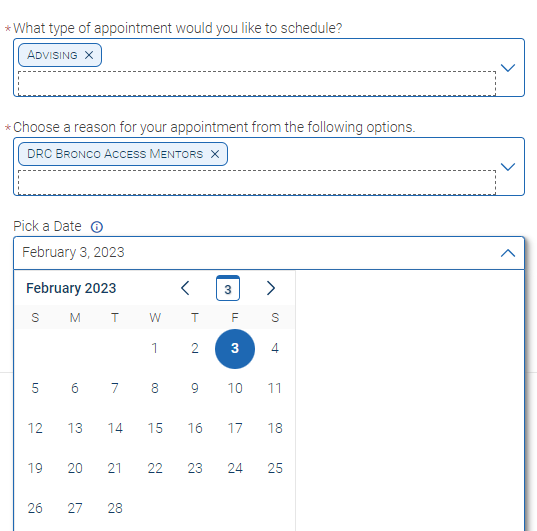 * What type of appointment would you like to schedule?
ADVISING ×
* Choose a reason for your appointment from the following options.
DRC BRONCO ACCESS MENTORS ×
Pick a Date
February 3, 2023
February 2023 < 3 >
S M T W T F S
1 2 3 4
5 6 7 8 9 10 11
12 13 14 15 16 17 18
19 20 21 22 23 24 25
26 27 28